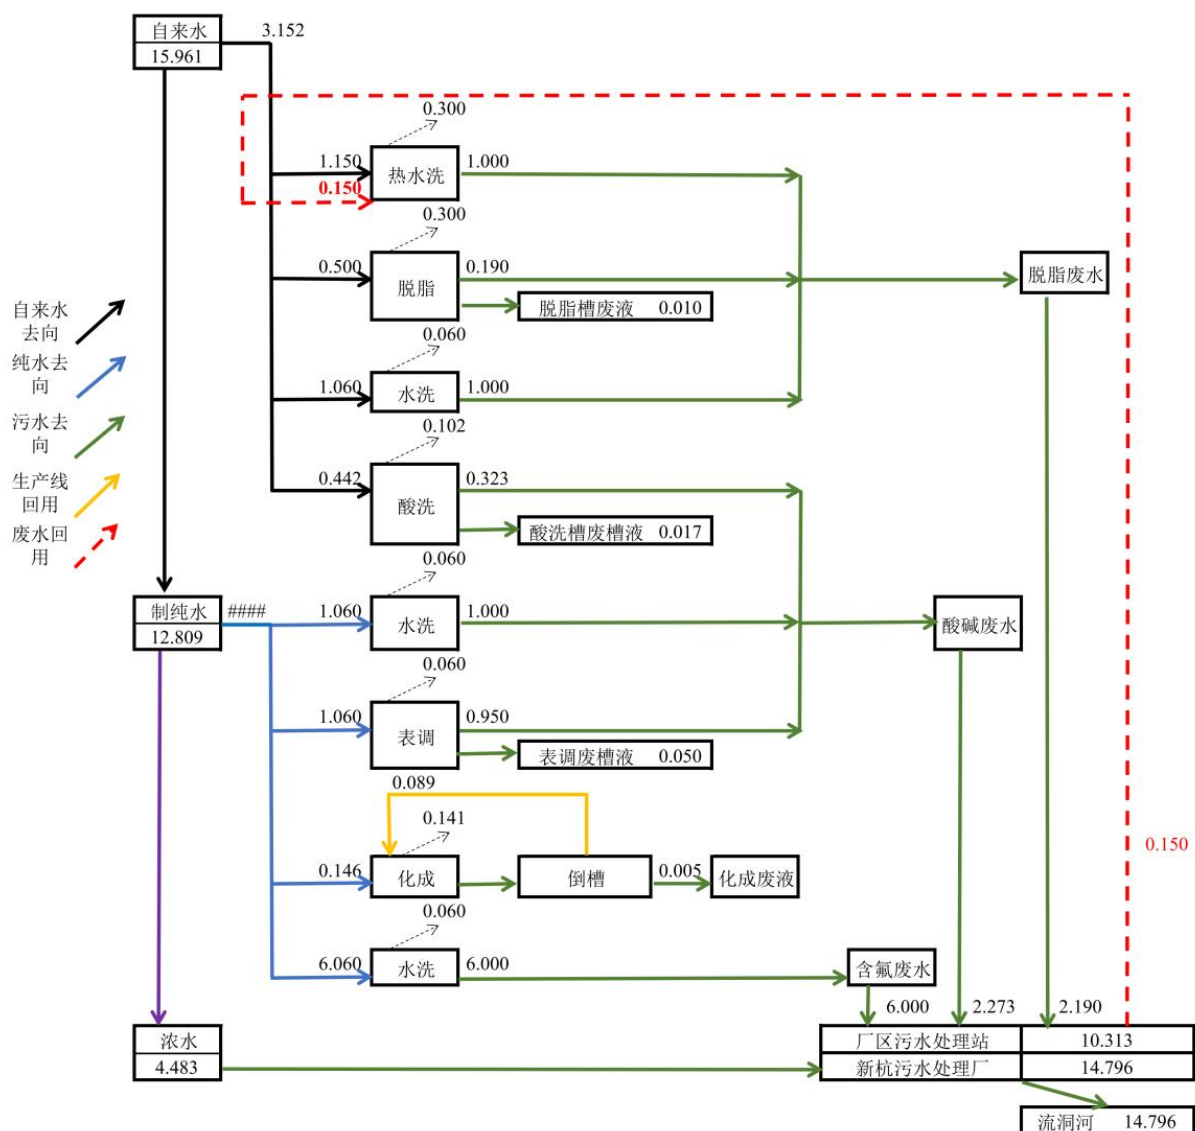 自来水
15.961
3.152
0.300
1.150
热水洗
1.000
0.150
0.300
0.500
脱脂
0.190
脱脂槽废液 0.010
脱脂废水
0.060
1.060
水洗
1.000
自来水
去向
纯水去
向
污水去
向
生产线
回用
废水回
用
0.102
0.442
酸洗
0.323
酸洗槽废槽液 0.017
0.060
制纯水
12.809
####
1.060
水洗
1.000
酸碱废水
0.060
1.060
表调
0.950
表调废槽液 0.050
0.089
0.141
0.146
化成
倒槽
0.005
化成废液
0.150
0.060
6.060
水洗
6.000
含氟废水
6.000
2.273
2.190
浓水
4.483
厂区污水处理站 10.313
新杭污水处理厂 14.796
流洞河 14.796